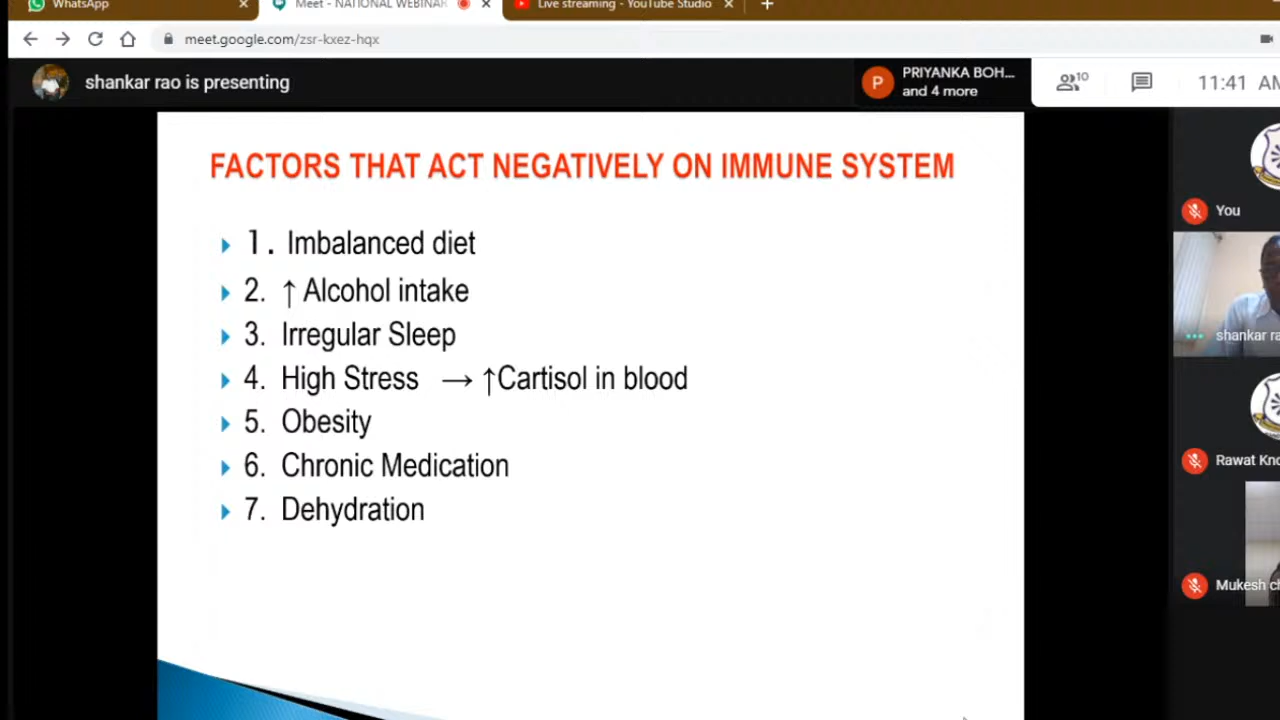 WhatsApp
Meet - NATIONAL WEBINAR
Live streaming - YouTube Studio
meet.google.com/zsr-kxez-hqx
shankar rao is presenting
P
PRIYANKA BOH...
and 4 more
10
11:41 AM
FACTORS THAT ACT NEGATIVELY ON IMMUNE SYSTEM
1. Imbalanced diet
2. ↑ Alcohol intake
3. Irregular Sleep
4. High Stress → ↑Cartisol in blood
5. Obesity
6. Chronic Medication
7. Dehydration
You
shankar ra
Rawat Kno
Mukesh ch